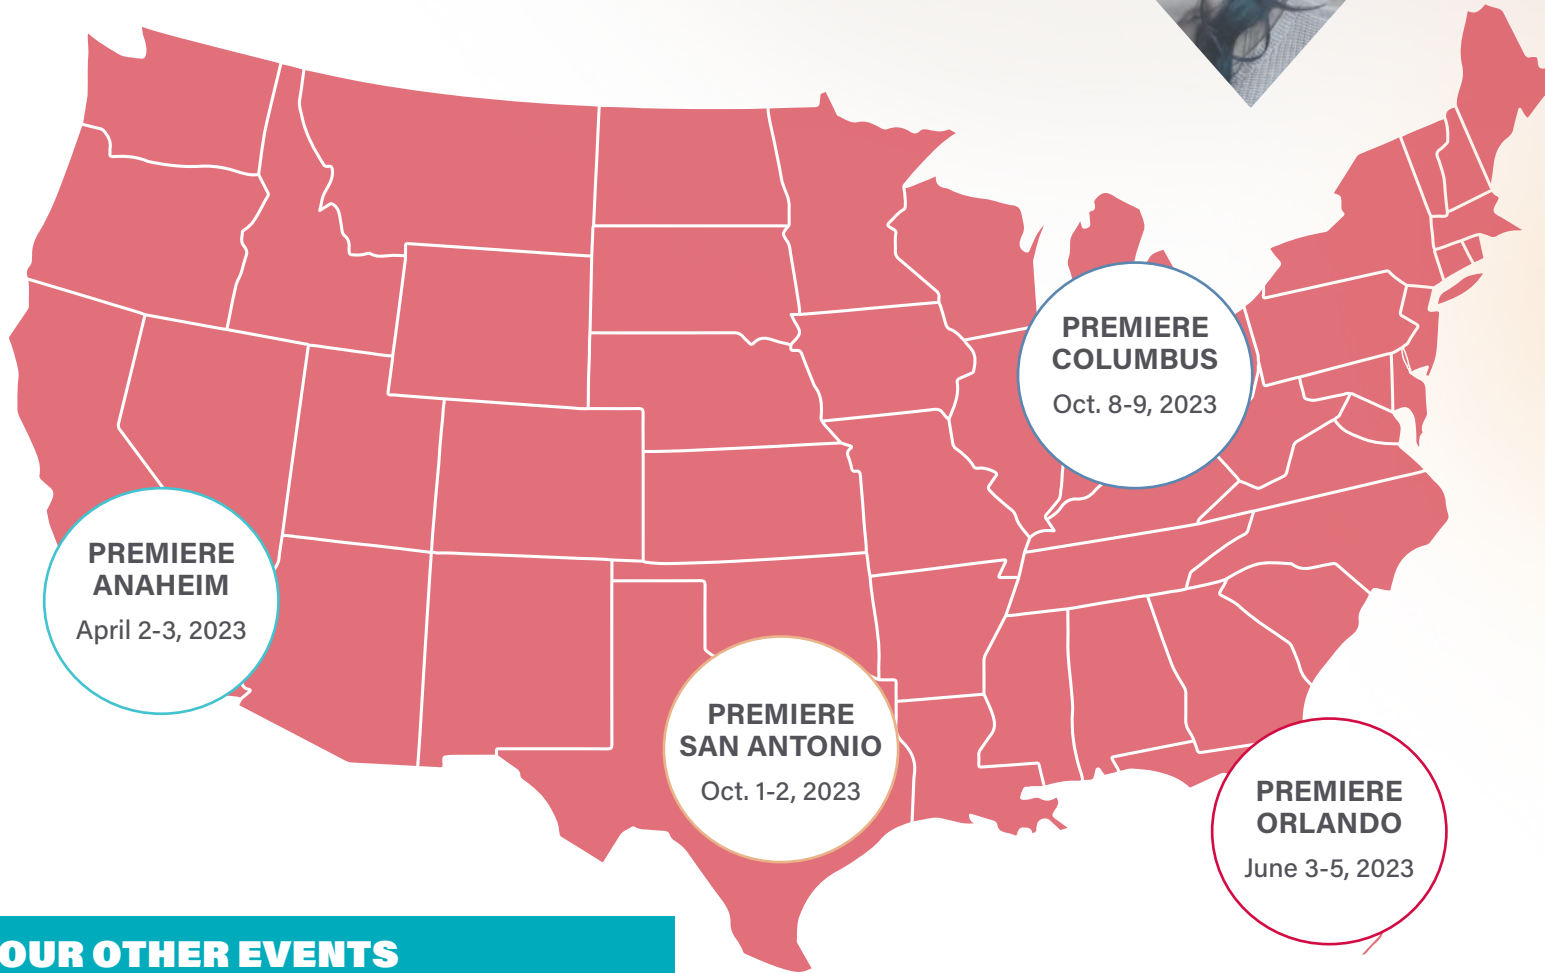 PREMIERE
COLUMBUS
Oct. 8-9, 2023
PREMIERE
ANAHEIM
April 2-3, 2023
PREMIERE
SAN ANTONIO
Oct. 1-2, 2023
PREMIERE
ORLANDO
June 3-5, 2023
OUR OTHER EVENTS